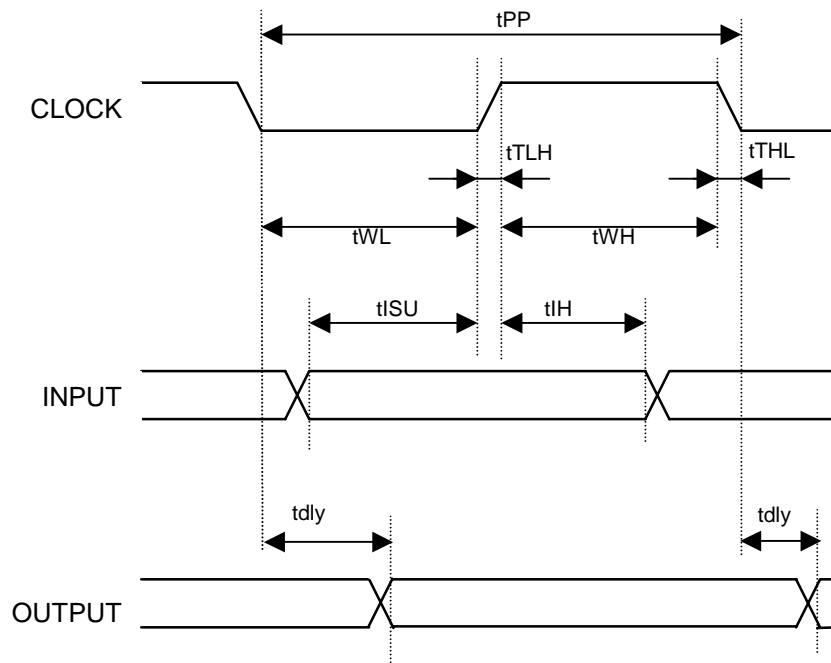 tPP
CLOCK
tTLH
tTHL
tWL
tWH
tISU
tIH
INPUT
tdly
tdly
OUTPUT